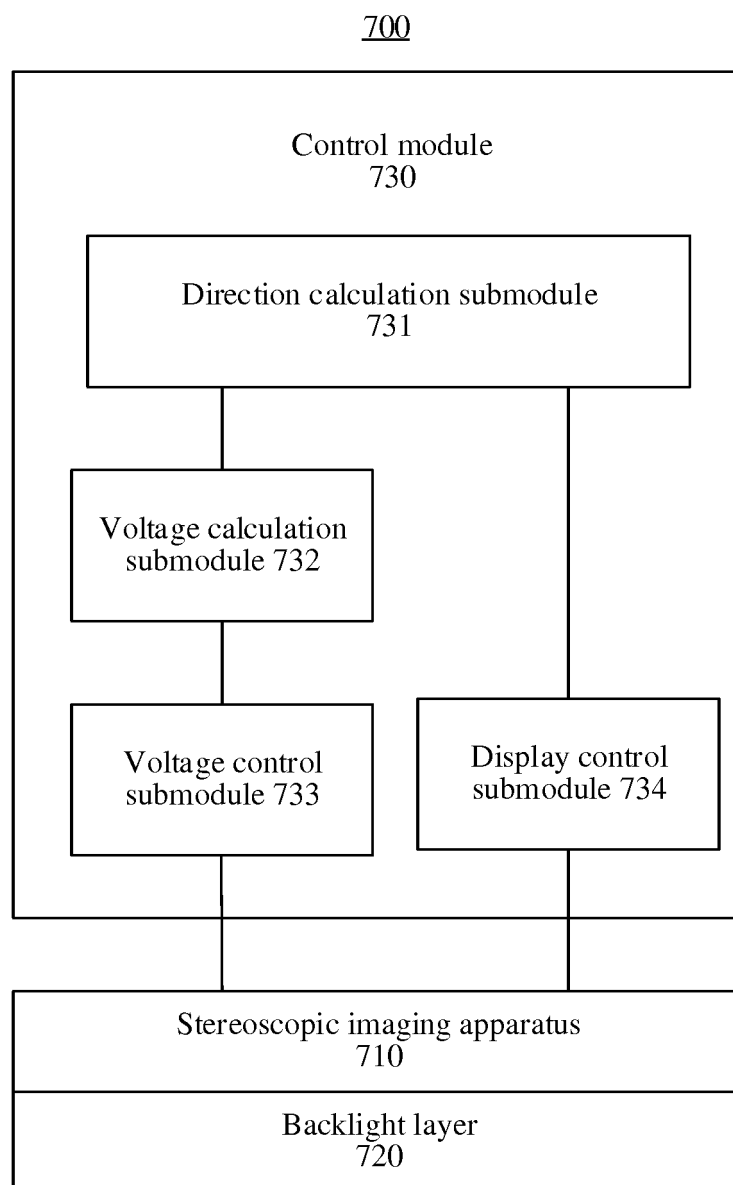 700
Control module
730
Direction calculation submodule
731
Voltage calculation
submodule 732
Voltage control
submodule 733
Display control
submodule 734
Stereoscopic imaging apparatus
710
Backlight layer
720